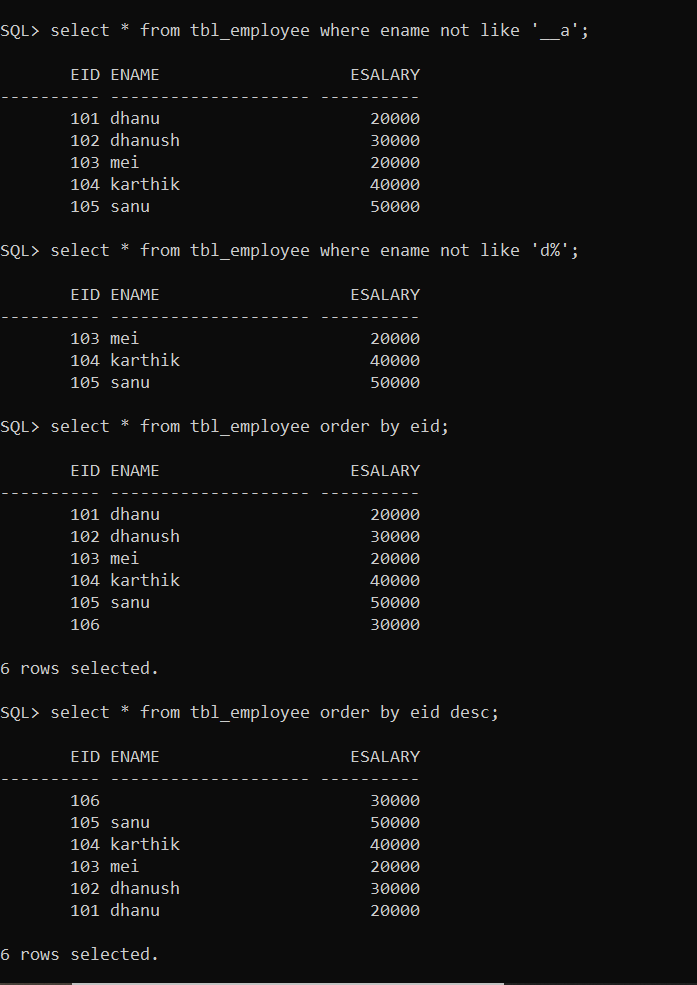 SQL> select * from tbl_employee where ename not like '__a';
       EID ENAME                   ESALARY
---------- -------------------- ----------
       101 dhanu                     20000
       102 dhanush                   30000
       103 mei                       20000
       104 karthik                   40000
       105 sanu                      50000
SQL> select * from tbl_employee where ename not like 'd%';
       EID ENAME                   ESALARY
---------- -------------------- ----------
       103 mei                       20000
       104 karthik                   40000
       105 sanu                      50000
SQL> select * from tbl_employee order by eid;
       EID ENAME                   ESALARY
---------- -------------------- ----------
       101 dhanu                     20000
       102 dhanush                   30000
       103 mei                       20000
       104 karthik                   40000
       105 sanu                      50000
       106                           30000
6 rows selected.
SQL> select * from tbl_employee order by eid desc;
       EID ENAME                   ESALARY
---------- -------------------- ----------
       106                           30000
       105 sanu                      50000
       104 karthik                   40000
       103 mei                       20000
       102 dhanush                   30000
       101 dhanu                     20000
6 rows selected.